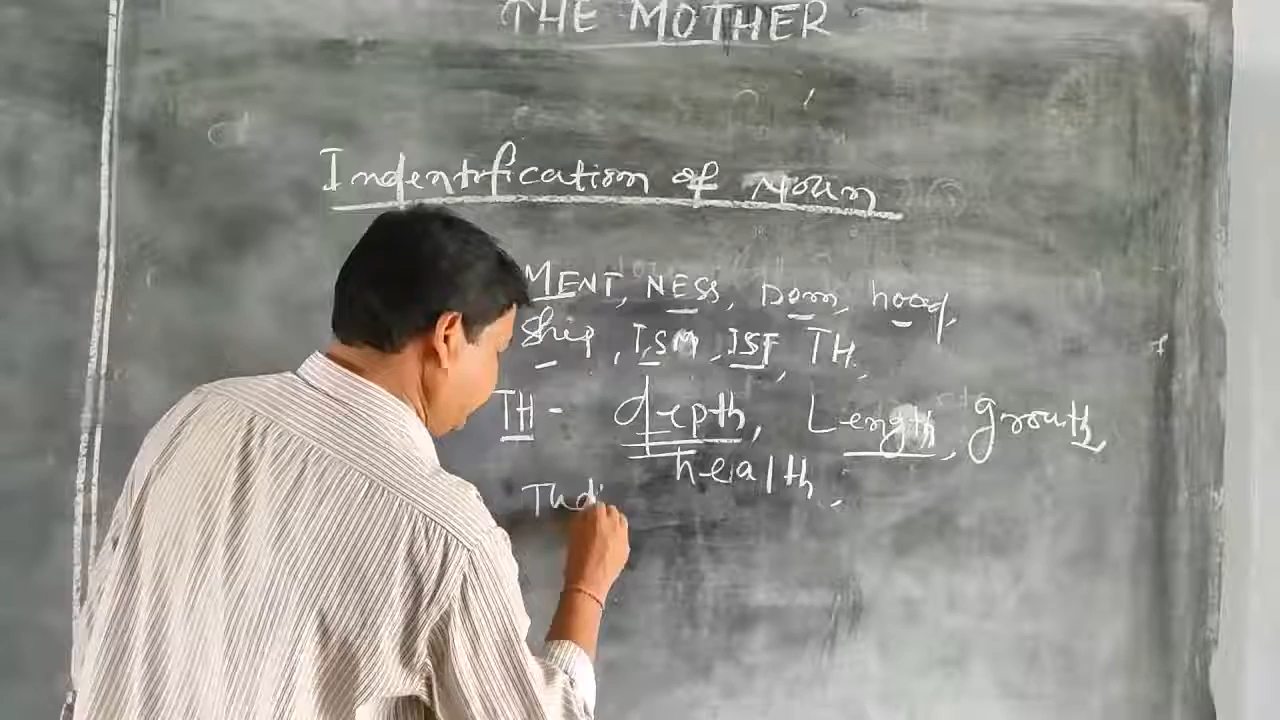 THE MOTHER
Indentification of Noun
MENT, NESS, Dom, hood,
Ship, ISM, IST, TH,
TH - depth, Length, Growth,
health,